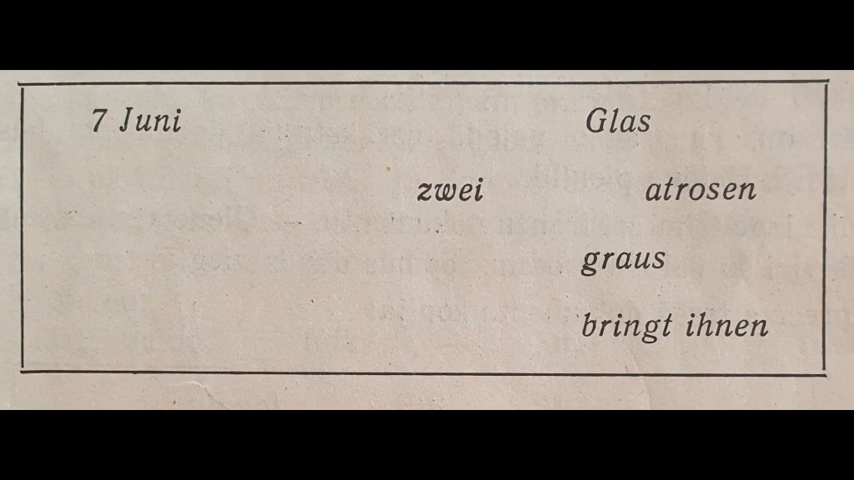 7 Juni Glas
zwei atrosen
graus
bringt ihnen